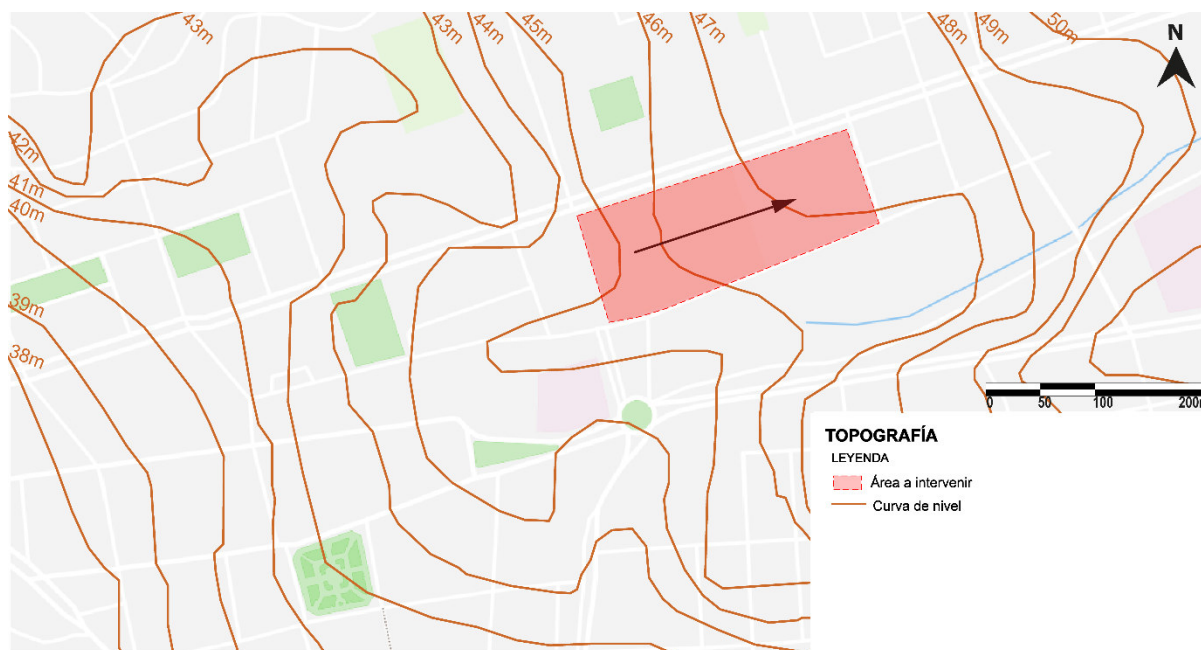 43m
43m
44m
45m
46m
47m
48m
49m
50m
N
42m
41m
40m
39m
38m
0 50 100 200m
TOPOGRAFÍA
LEYENDA
Área a intervenir
Curva de nivel